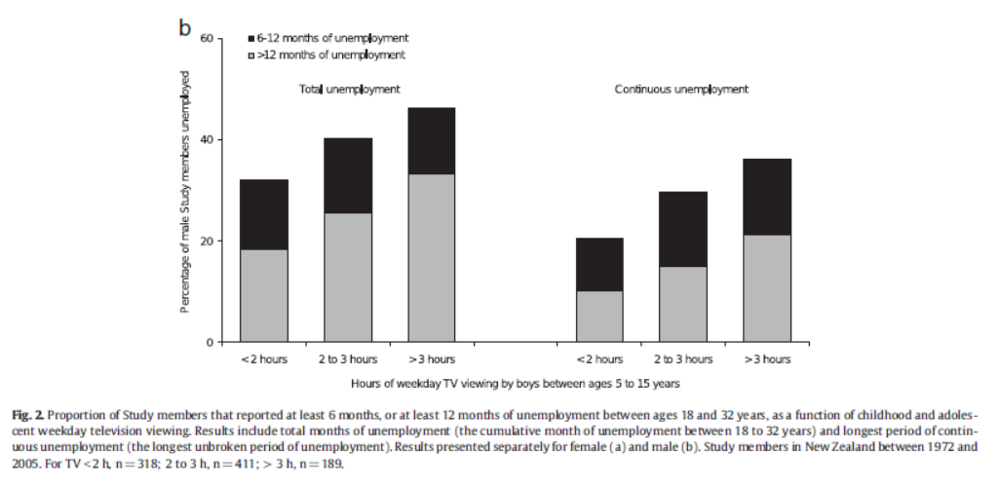 b
60
■ 6-12 months of unemployment
□ >12 months of unemployment
Total unemployment
Continuous unemployment
40
20
0
Percentage of male Study members unemployed
<2 hours 2 to 3 hours >3 hours <2 hours 2 to 3 hours >3 hours
Hours of weekday TV viewing by boys between ages 5 to 15 years
Fig. 2. Proportion of Study members that reported at least 6 months, or at least 12 months of unemployment between ages 18 and 32 years, as a function of childhood and adoles-
cent weekday television viewing. Results include total months of unemployment (the cumulative month of unemployment between 18 to 32 years) and longest period of contin-
uous unemployment (the longest unbroken period of unemployment). Results presented separately for female (a) and male (b). Study members in New Zealand between 1972 and
2005. For TV <2 h, n=318; 2 to 3 h, n=411; > 3 h, n=189.